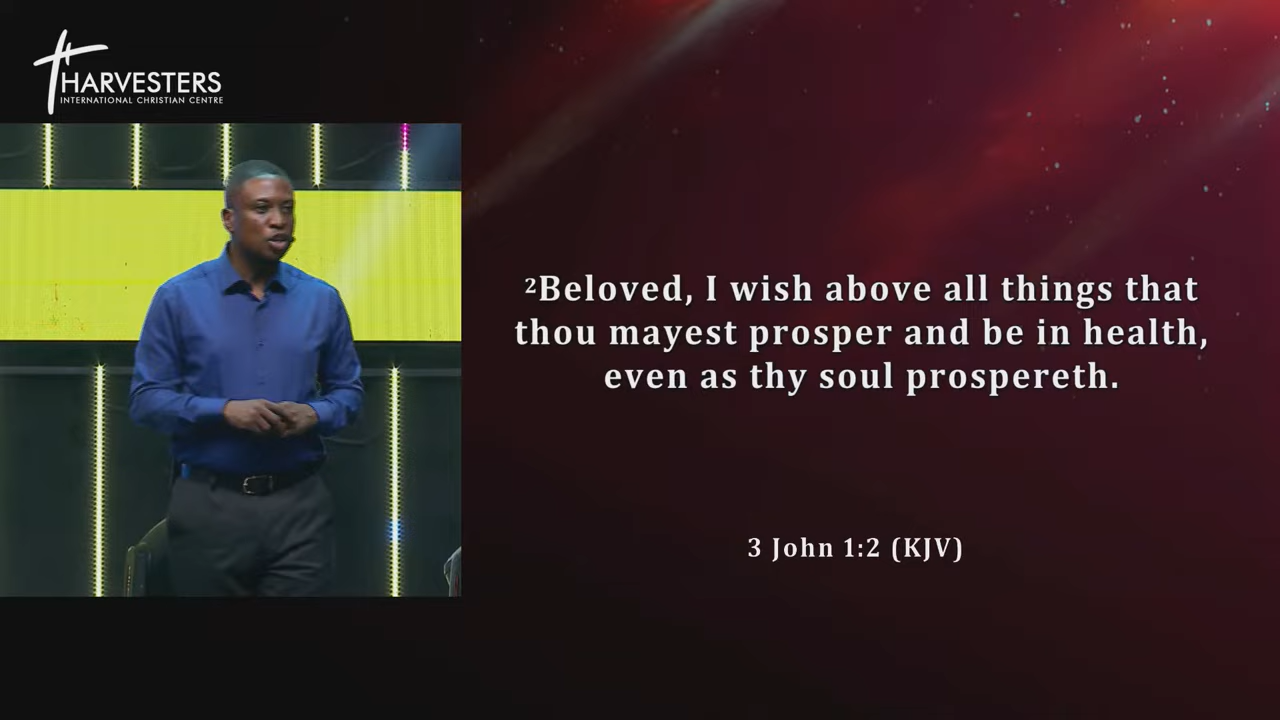 HARVESTERS
INTERNATIONAL CHRISTIAN CENTRE
²Beloved, I wish above all things that
thou mayest prosper and be in health,
even as thy soul prospereth.
3 John 1:2 (KJV)